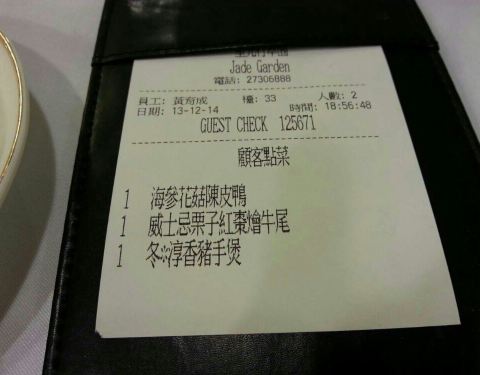 Jade Garden
電話: 27306888
員工: 黃育成 檯: 33 人數: 2
日期: 13-12-14 時間: 18:56:48
GUEST CHECK 125671
顧客點菜
1 海參花菇陳皮鴨
1 威士忌栗子紅棗燴牛尾
1 冬淳香豬手煲